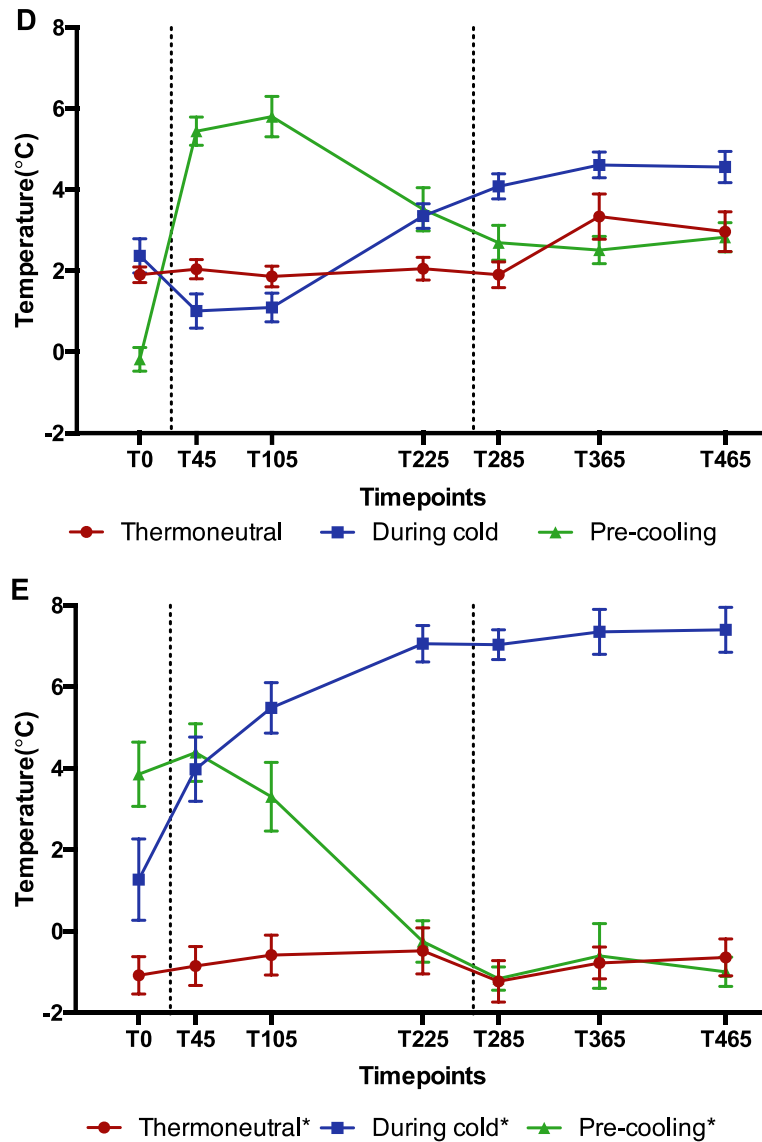 D
8
6
4
2
0
-2
Temperature(°C)
T0 T45 T105 T225 T285 T365 T465
Timepoints
Thermoneutral During cold Pre-cooling
E
8
6
4
2
-0
-2
Temperature(°C)
T0 T45 T105 T225 T285 T365 T465
Timepoints
Thermoneutral* During cold* Pre-cooling*